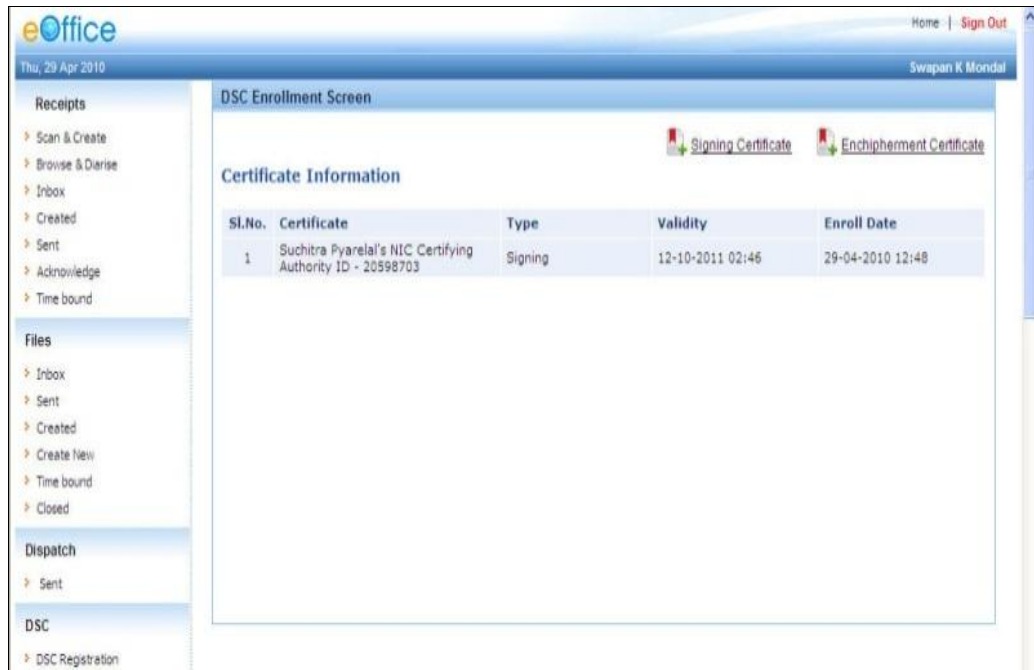 eOffice
Home | Sign Out
Thu, 29 Apr 2010
Swapan K Mondal
Receipts
Scan & Create
Browse & Diarise
Inbox
Created
Sent
Acknowledge
Time bound
Files
Inbox
Sent
Created
Create New
Time bound
Closed
Dispatch
Sent
DSC
DSC Registration
DSC Enrollment Screen
Signing Certificate
Enchipherment Certificate
Certificate Information
Sl.No. Certificate Type Validity Enroll Date
1 Suchitra Pyarelal's NIC Certifying Signing 12-10-2011 02:46 29-04-2010 12:48
Authority ID - 20598703